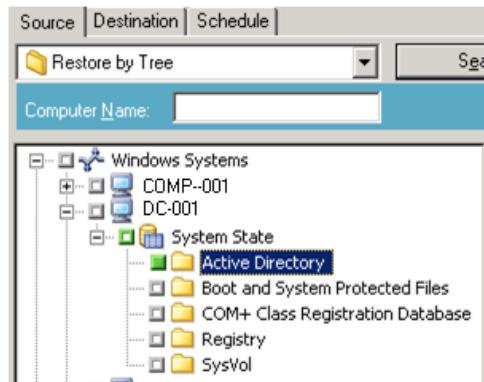 Source Destination Schedule
Restore by Tree
Computer Name:
Windows Systems
COMP--001
DC-001
System State
Active Directory
Boot and System Protected Files
COM+ Class Registration Database
Registry
SysVol